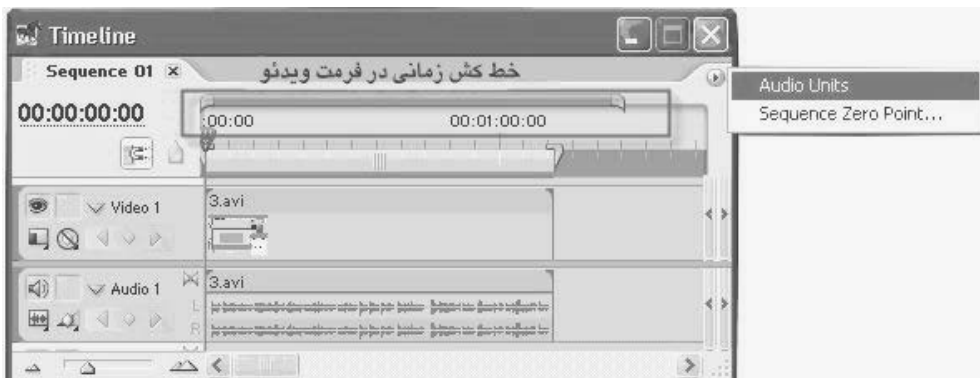 Timeline
Sequence 01
خط کش زمانی در فرمت ویدئو
Audio Units
Sequence Zero Point...
00:00:00:00
:00:00
00:01:00:00
Video 1
3.avi
Audio 1
3.avi
L
R